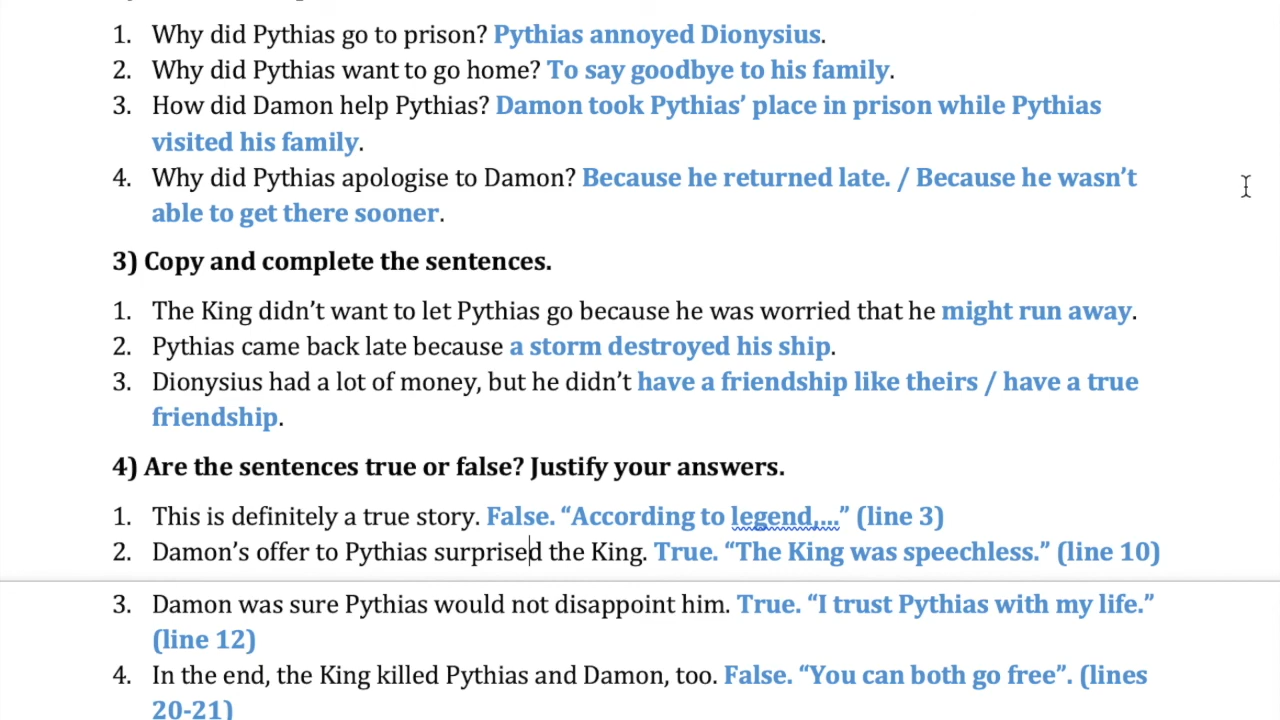 1. Why did Pythias go to prison? Pythias annoyed Dionysius.
2. Why did Pythias want to go home? To say goodbye to his family.
3. How did Damon help Pythias? Damon took Pythias’ place in prison while Pythias
visited his family.
4. Why did Pythias apologise to Damon? Because he returned late. / Because he wasn’t
able to get there sooner.
3) Copy and complete the sentences.
1. The King didn’t want to let Pythias go because he was worried that he might run away.
2. Pythias came back late because a storm destroyed his ship.
3. Dionysius had a lot of money, but he didn’t have a friendship like theirs / have a true
friendship.
4) Are the sentences true or false? Justify your answers.
1. This is definitely a true story. False. “According to legend,...” (line 3)
2. Damon’s offer to Pythias surprised the King. True. “The King was speechless.” (line 10)
3. Damon was sure Pythias would not disappoint him. True. “I trust Pythias with my life.”
(line 12)
4. In the end, the King killed Pythias and Damon, too. False. “You can both go free”. (lines
20-21)